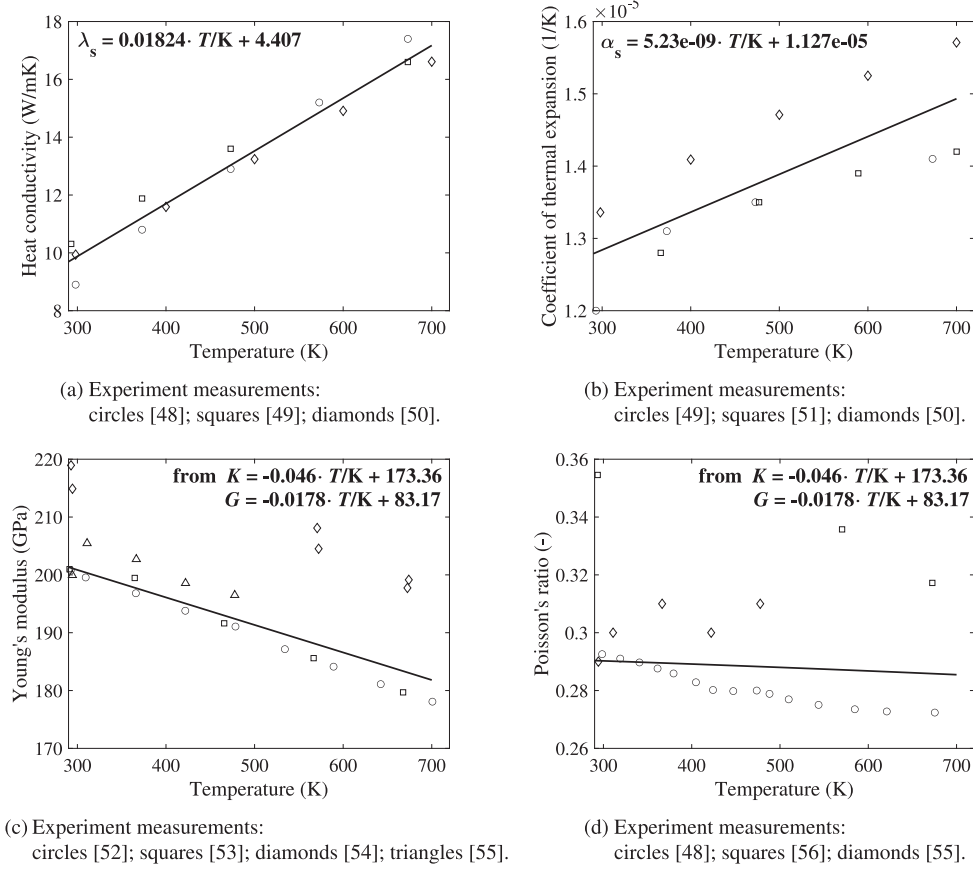 18
16
14
12
10
8
Heat conductivity (W/mK)
λs = 0.01824· T/K + 4.407
300 400 500 600 700
Temperature (K)
(a) Experiment measurements:
circles [48]; squares [49]; diamonds [50].
×10-5
1.6
1.5
1.4
1.3
1.2
Coefficient of thermal expansion (1/K)
αs = 5.23e-09· T/K + 1.127e-05
300 400 500 600 700
Temperature (K)
(b) Experiment measurements:
circles [49]; squares [51]; diamonds [50].
220
210
200
190
180
170
Young's modulus (GPa)
from K = -0.046· T/K + 173.36
G = -0.0178· T/K + 83.17
300 400 500 600 700
Temperature (K)
(c) Experiment measurements:
circles [52]; squares [53]; diamonds [54]; triangles [55].
0.36
0.34
0.32
0.3
0.28
0.26
Poisson's ratio (-)
from K = -0.046· T/K + 173.36
G = -0.0178· T/K + 83.17
300 400 500 600 700
Temperature (K)
(d) Experiment measurements:
circles [48]; squares [56]; diamonds [55].